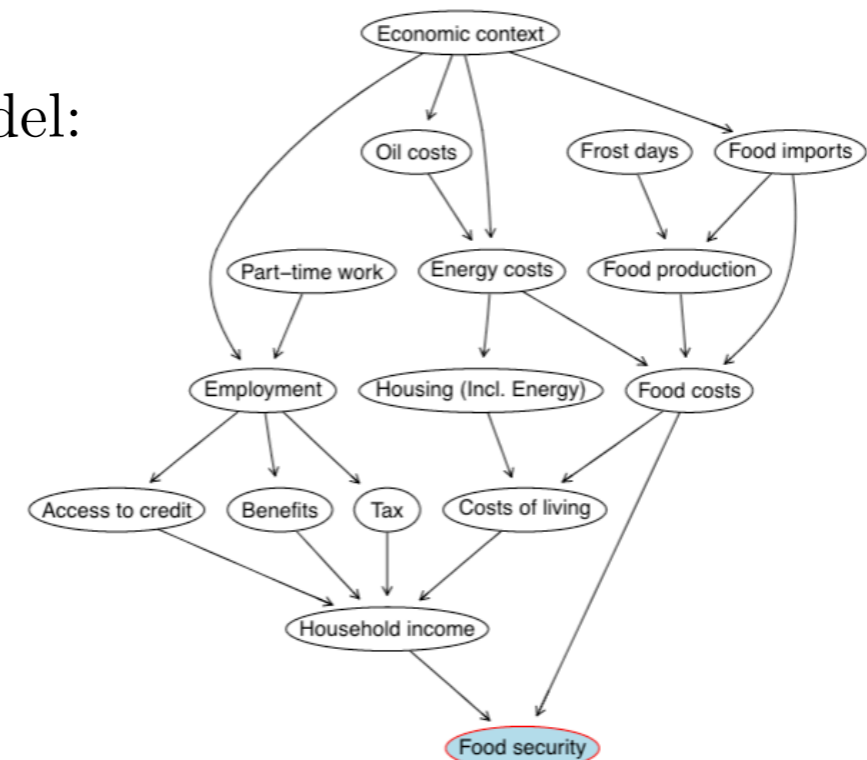 Economic context
del:
Oil costs
Frost days
Food imports
Part-time work
Energy costs
Food production
Employment
Housing (Incl. Energy)
Food costs
Access to credit
Benefits
Tax
Costs of living
Household income
Food security